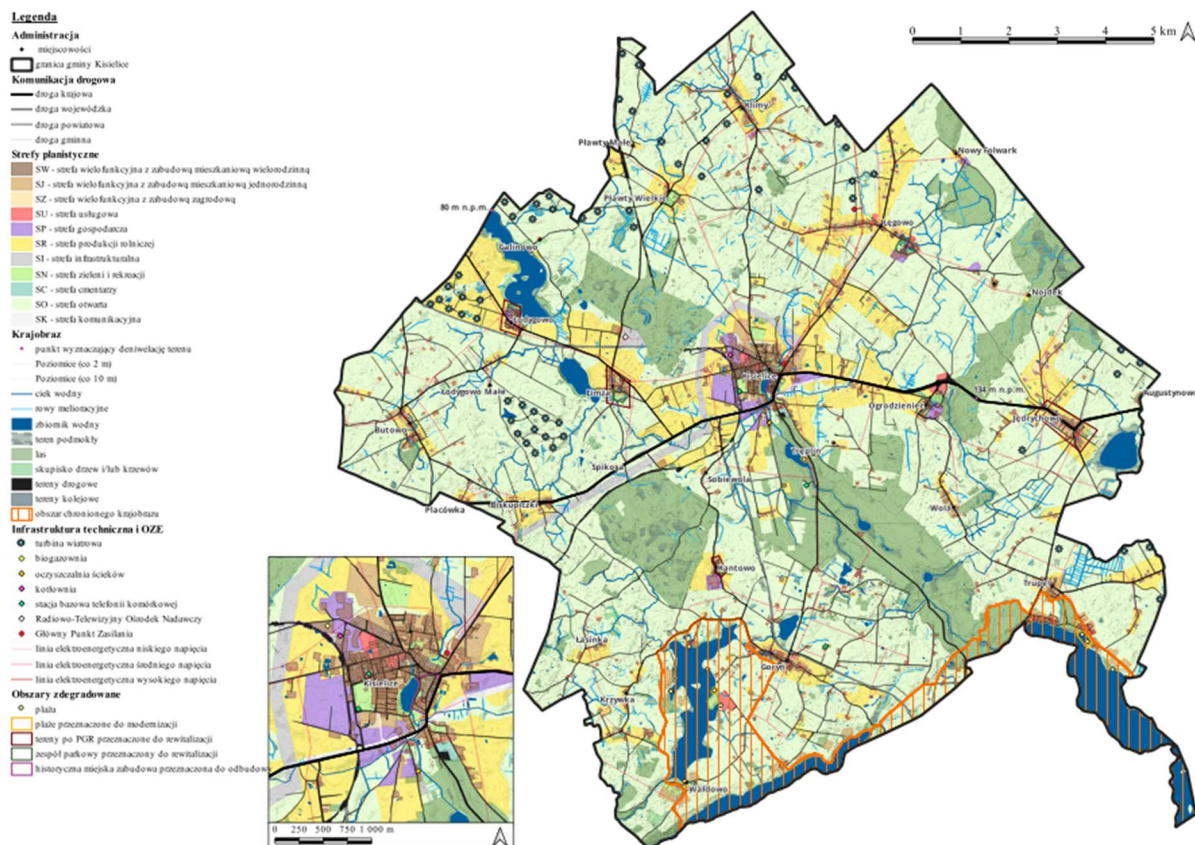 Legenda
Administracja
miejscowości
granica gminy Kisielice
Komunikacja drogowa
droga krajowa
droga wojewódzka
droga powiatowa
droga gminna
Strefy planistyczne
SW - strefa wielofunkcyjna z zabudową mieszkaniową wielorodzinną
SJ - strefa wielofunkcyjna z zabudową mieszkaniową jednorodzinną
SZ - strefa wielofunkcyjna z zabudową zagrodową
SU - strefa usługowa
SP - strefa gospodarcza
SR - strefa produkcji rolniczej
SI - strefa infrastrukturalna
SN - strefa zieleni i rekreacji
SC - strefa cmentarzy
SO - strefa otwarta
SK - strefa komunikacyjna
Krajobraz
punkt wyznaczający deniwelację terenu
Poziomice (co 2 m)
Poziomice (co 10 m)
ciek wodny
rowy melioracyjne
zbiornik wodny
teren podmokły
las
skupisko drzew i/lub krzewów
tereny drogowe
tereny kolejowe
obszar chronionego krajobrazu
Infrastruktura techniczna i OZE
turbina wiatrowa
biogazownia
oczyszczalnia ścieków
kotłownia
stacja bazowa telefonii komórkowej
Radiowo-Telewizyjny Ośrodek Nadawczy
Główny Punkt Zasilania
linia elektroenergetyczna niskiego napięcia
linia elektroenergetyczna średniego napięcia
linia elektroenergetyczna wysokiego napięcia
Obszary zdegradowane
plaża
plaże przeznaczone do modernizacji
tereny po PGR przeznaczone do rewitalizacji
zespół parkowy przeznaczony do rewitalizacji
historyczna miejska zabudowa przeznaczona do odbudowy
0 1 2 3 4 5 km
Klimy
Pławty Małe
Nowy Folwark
Pławty Wielkie
80 m n.p.m.
Łęgowo
Galinowo
Nojdek
Łodygowo
Kisielice
134 m n.p.m.
Łodygowo Małe
Limża
Ogrodzieniec
Augustynowo
Jędrychowo
Butowo
Trępin
Spikosa
Sobiewola
Placówka
Biskupiczki
Wola
Kantowo
Trupel
Łasinka
Goryń
Krzywka
Wałdowo
Kisielice
0 250 500 750 1 000 m